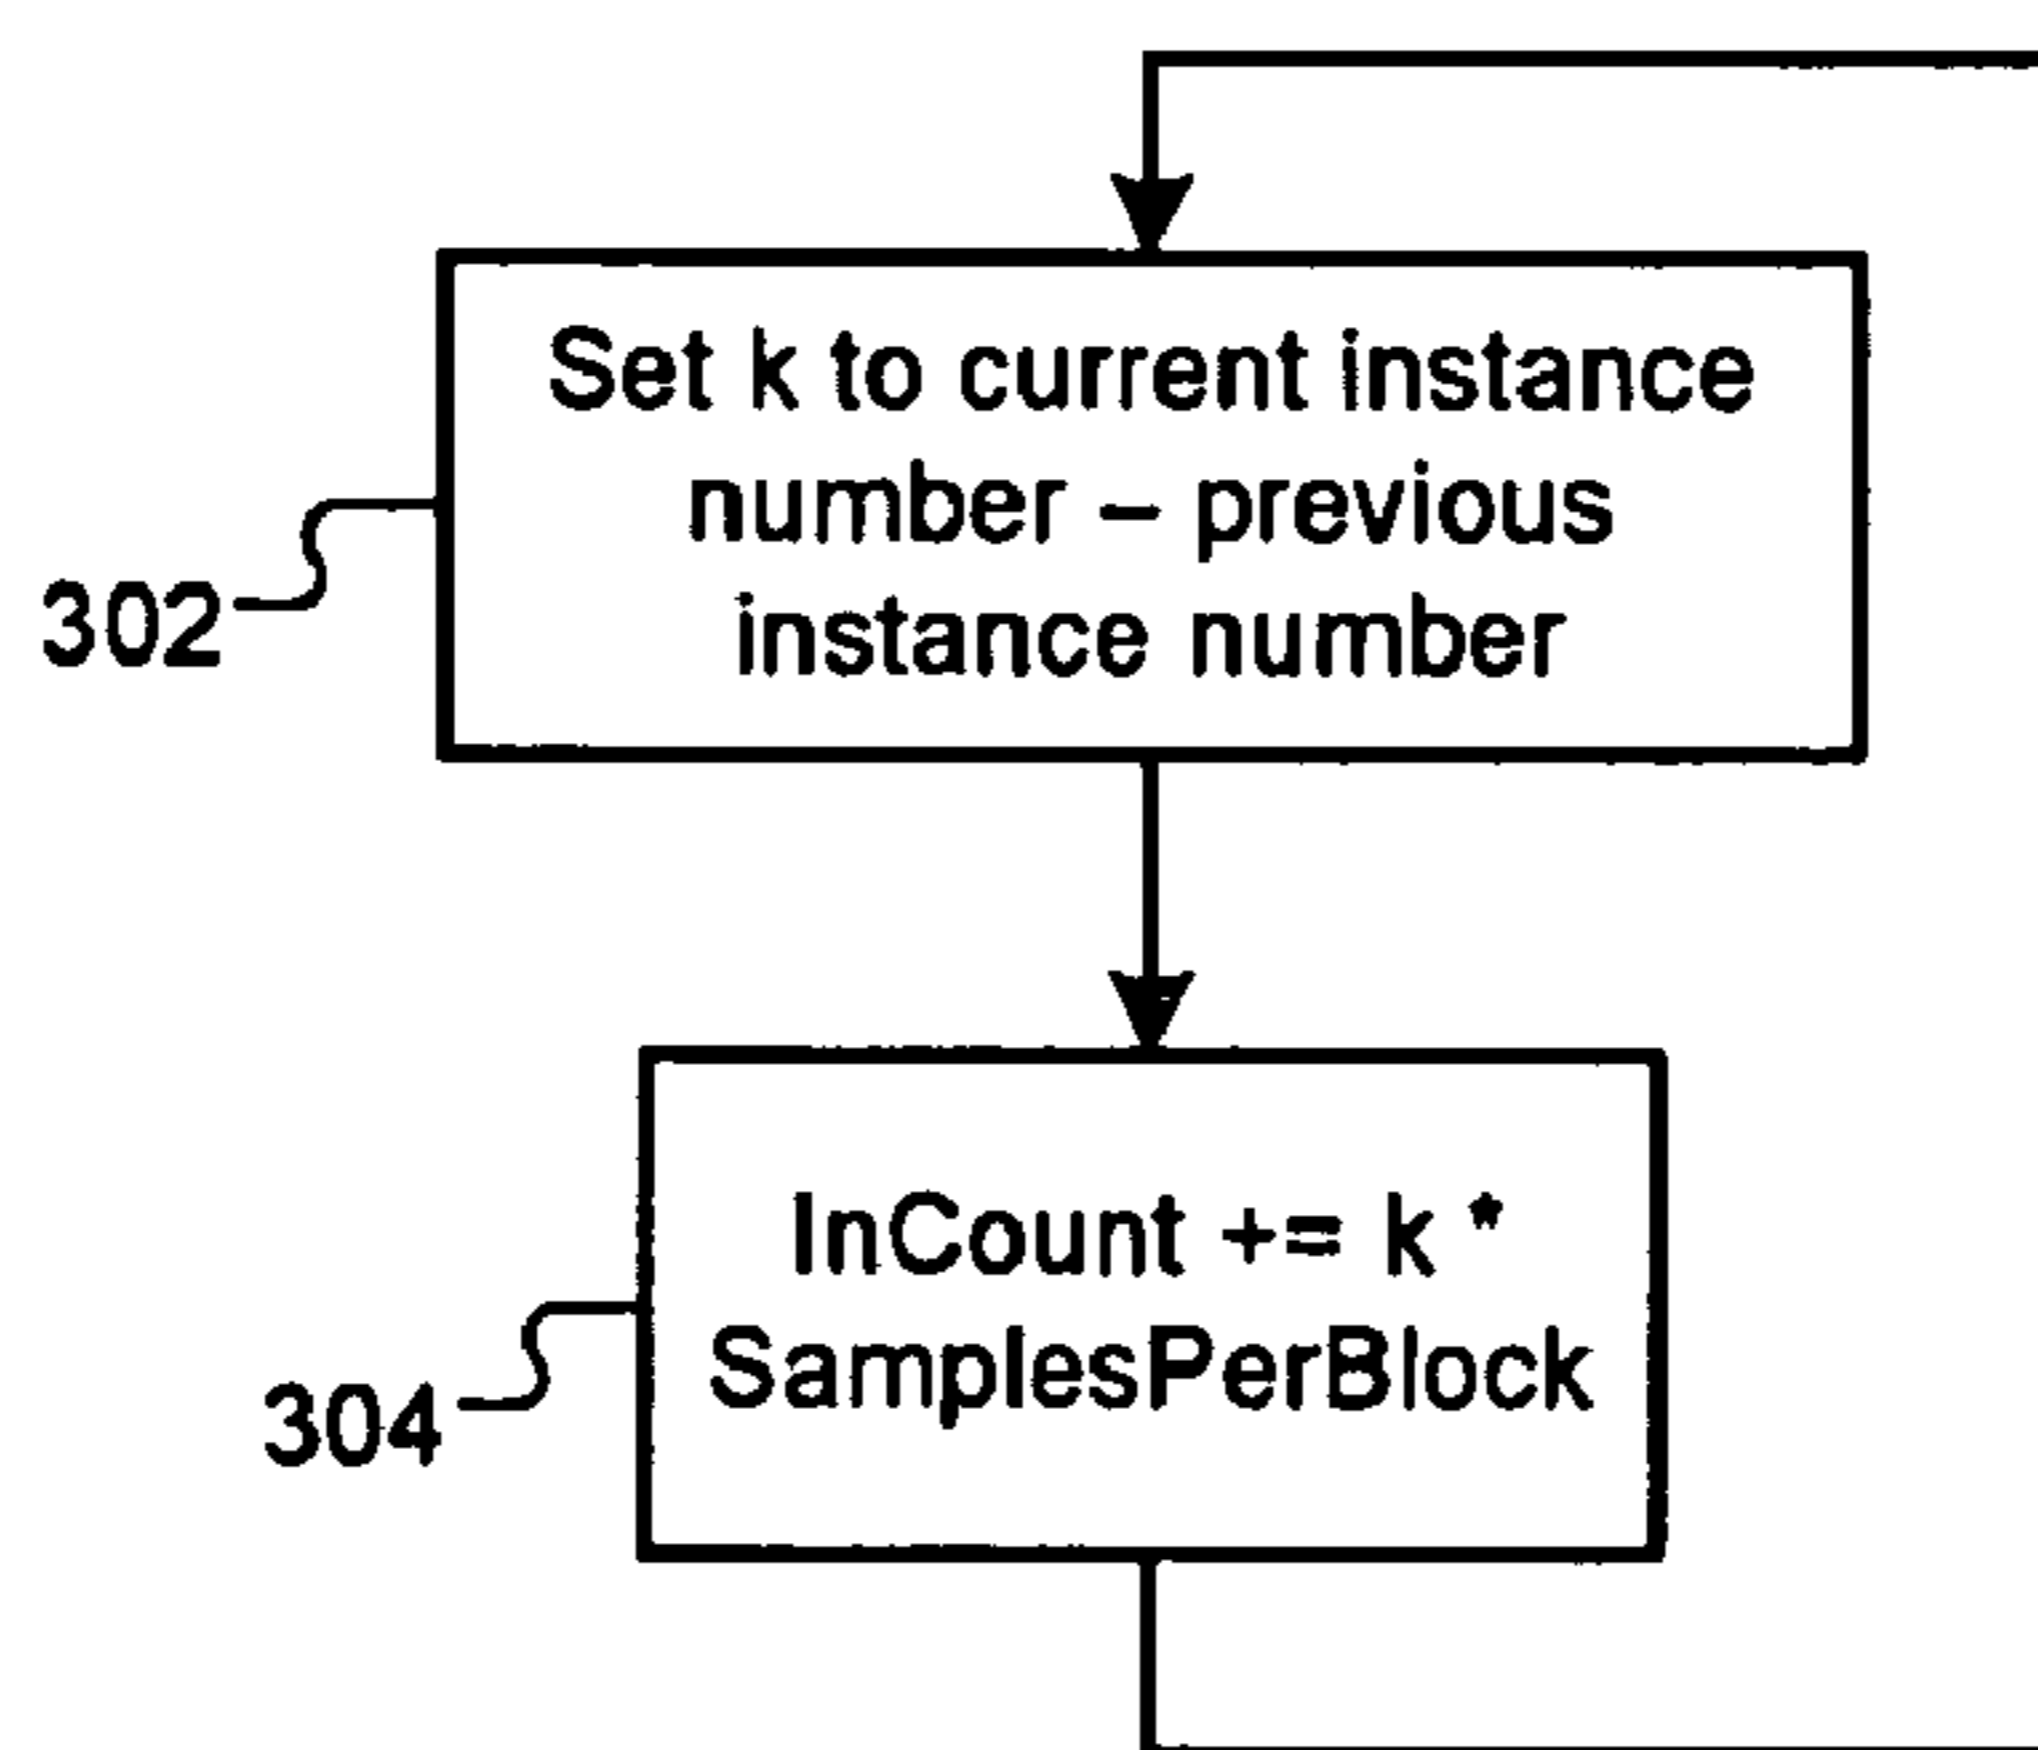 Set k to current instance
number – previous
instance number
302
InCount += k *
SamplesPerBlock
304